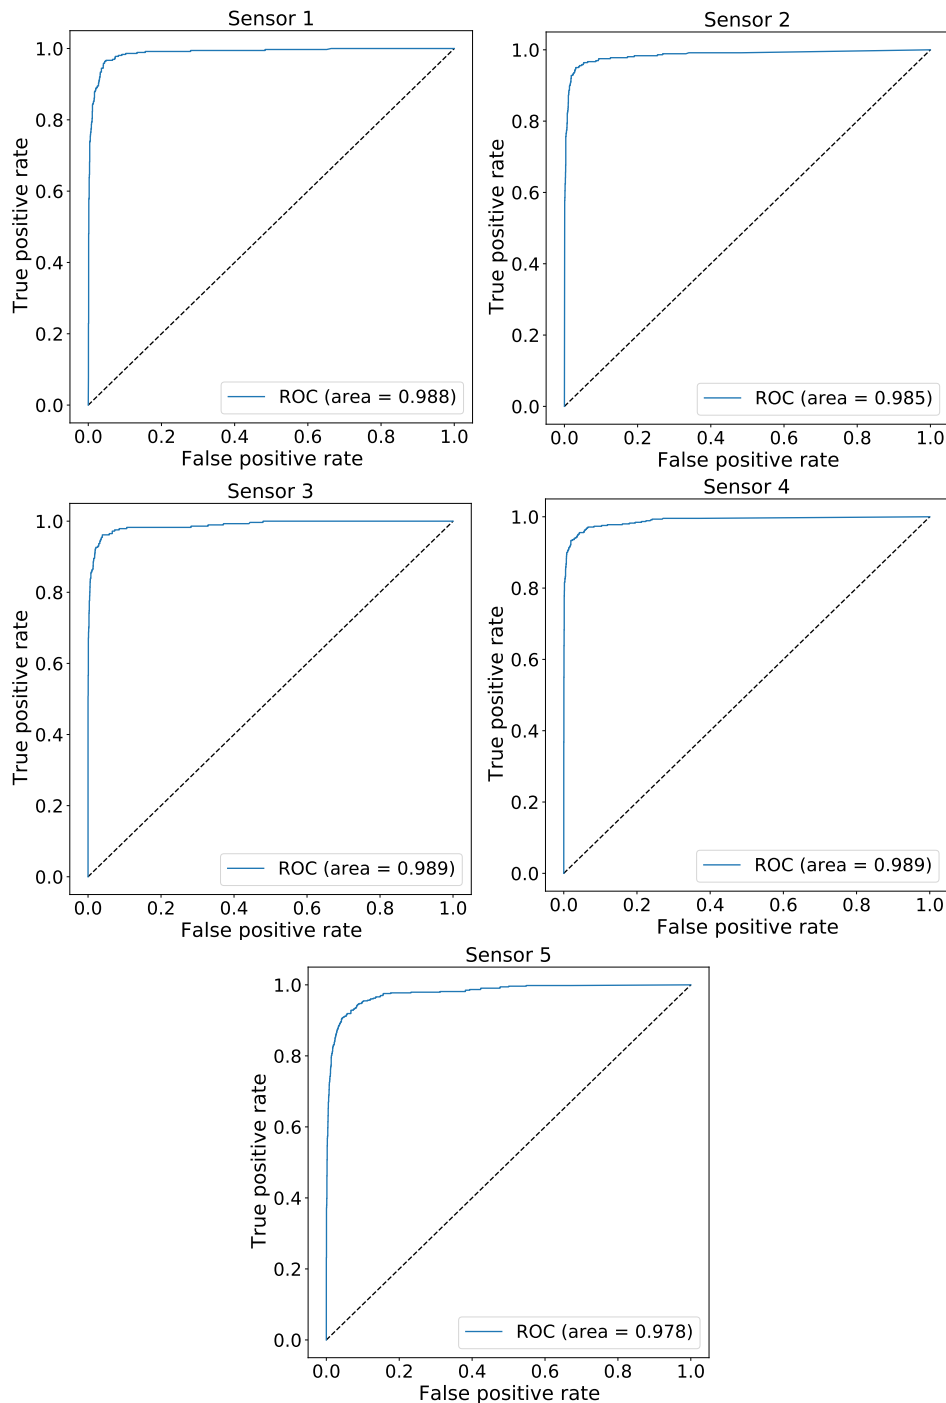 Sensor 1
True positive rate
1.0
0.8
0.6
0.4
0.2
0.0
ROC (area = 0.988)
0.0 0.2 0.4 0.6 0.8 1.0
False positive rate
Sensor 2
True positive rate
1.0
0.8
0.6
0.4
0.2
0.0
ROC (area = 0.985)
0.0 0.2 0.4 0.6 0.8 1.0
False positive rate
Sensor 3
True positive rate
1.0
0.8
0.6
0.4
0.2
0.0
ROC (area = 0.989)
0.0 0.2 0.4 0.6 0.8 1.0
False positive rate
Sensor 4
True positive rate
1.0
0.8
0.6
0.4
0.2
0.0
ROC (area = 0.989)
0.0 0.2 0.4 0.6 0.8 1.0
False positive rate
Sensor 5
True positive rate
1.0
0.8
0.6
0.4
0.2
0.0
ROC (area = 0.978)
0.0 0.2 0.4 0.6 0.8 1.0
False positive rate